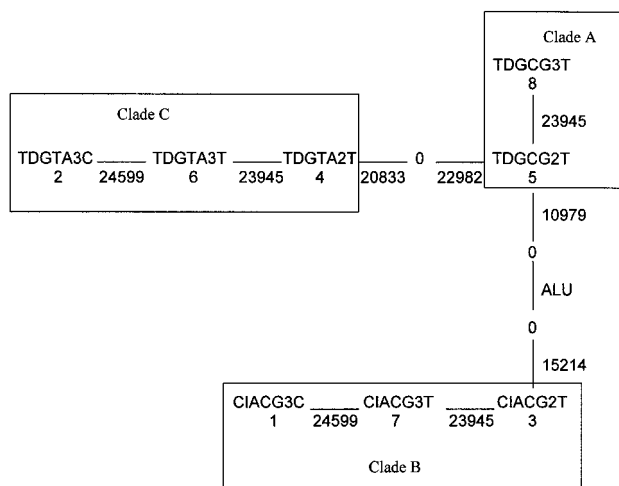 Clade A
TDGCG3T
8
23945
TDGCG2T
5
Clade C
TDGTA3C 24599 TDGTA3T 23945 TDGTA2T 20833 0 22982
2 6 4
10979
0
ALU
0
15214
CIACG3C 24599 CIACG3T 23945 CIACG2T
1 7 3
Clade B